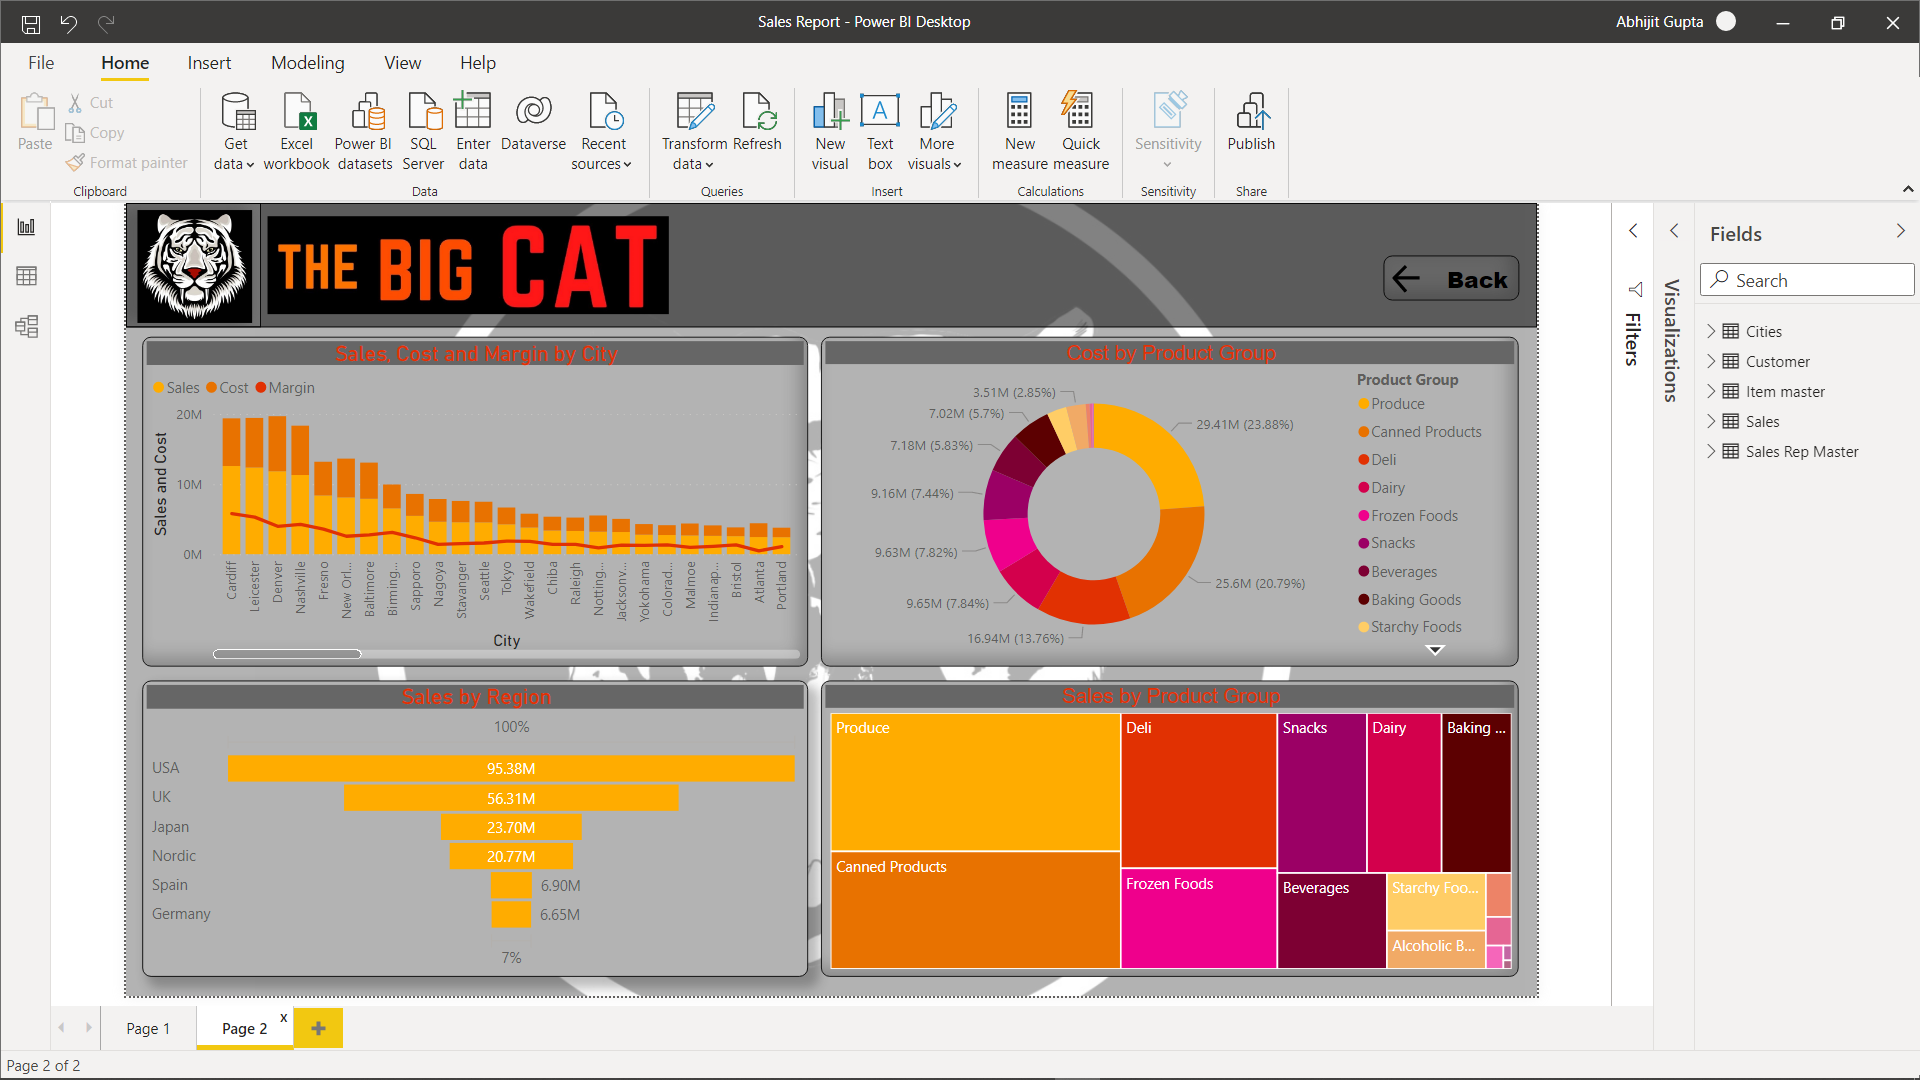 Sales Report - Power BI Desktop
Abhijit Gupta
File Home Insert Modeling View Help
Paste
Cut
Copy
Format painter
Clipboard
Get data
Excel workbook
Power BI datasets
SQL Server
Enter data
Dataverse
Recent sources
Data
Transform data
Refresh
Queries
New visual
Text box
More visuals
Insert
New measure
Quick measure
Calculations
Sensitivity
Sensitivity
Publish
Share
THE BIG CAT
Back
Sales, Cost and Margin by City
Sales Cost Margin
Sales and Cost
20M
10M
0M
Cardiff
Leicester
Denver
Nashville
Fresno
New Orl...
Baltimore
Birming...
Sapporo
Nagoya
Stavanger
Seattle
Tokyo
Wakefield
Chiba
Raleigh
Notting...
Jacksonv...
Yokohama
Colorad...
Malmoe
Indianap...
Bristol
Atlanta
Portland
City
Cost by Product Group
3.51M (2.85%)
7.02M (5.7%)
7.18M (5.83%)
9.16M (7.44%)
9.63M (7.82%)
9.65M (7.84%)
16.94M (13.76%)
29.41M (23.88%)
25.6M (20.79%)
Product Group
Produce
Canned Products
Deli
Dairy
Frozen Foods
Snacks
Beverages
Baking Goods
Starchy Foods
Sales by Region
100%
USA 95.38M
UK 56.31M
Japan 23.70M
Nordic 20.77M
Spain 6.90M
Germany 6.65M
7%
Sales by Product Group
Produce
Canned Products
Deli
Frozen Foods
Snacks
Dairy
Baking ...
Beverages
Starchy Foo...
Alcoholic B...
Filters
Visualizations
Fields
Search
Cities
Customer
Item master
Sales
Sales Rep Master
Page 1
Page 2
x
Page 2 of 2